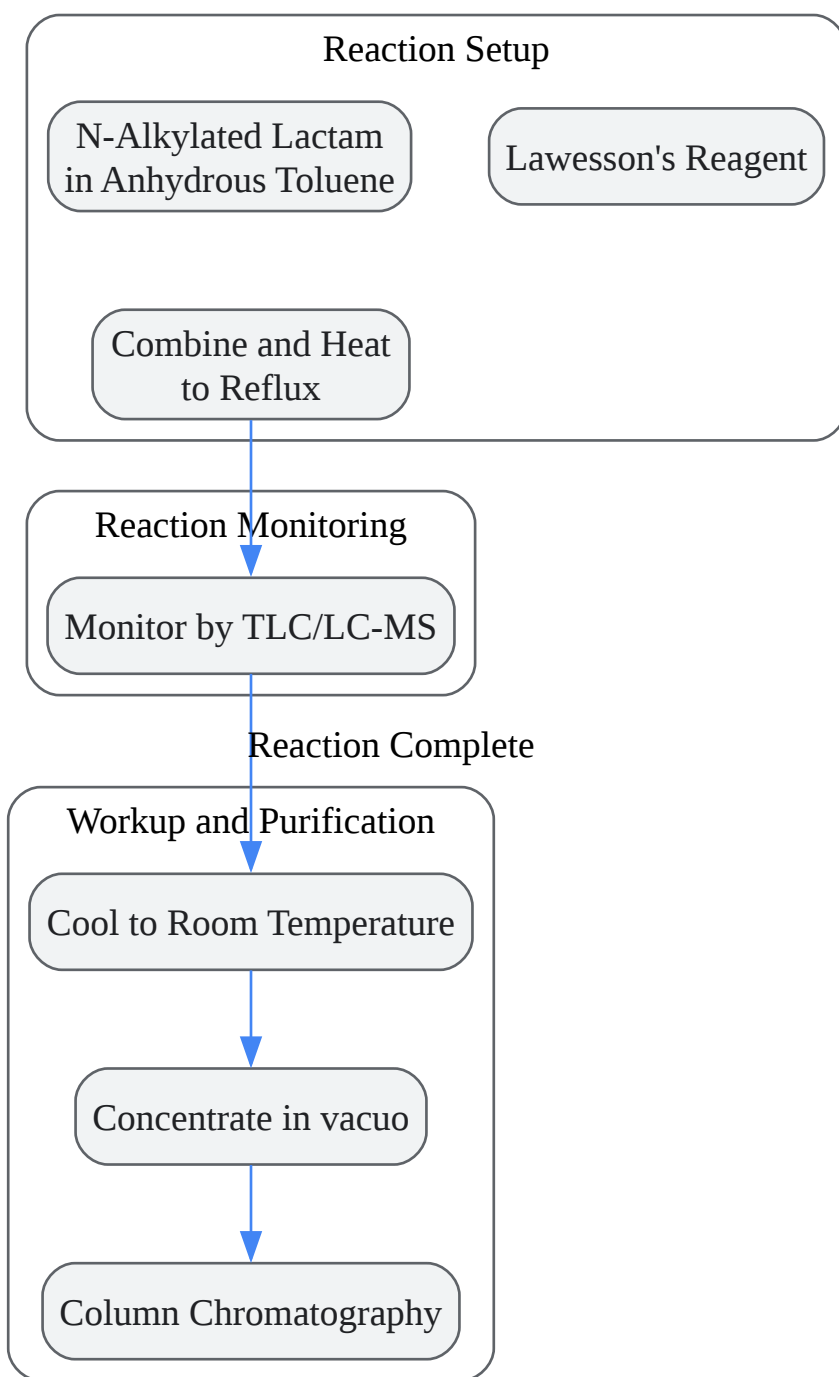 Reaction Setup
N-Alkylated Lactam
in Anhydrous Toluene
Lawesson's Reagent
Combine and Heat
to Reflux
Reaction Monitoring
Monitor by TLC/LC-MS
Reaction Complete
Workup and Purification
Cool to Room Temperature
Concentrate in vacuo
Column Chromatography